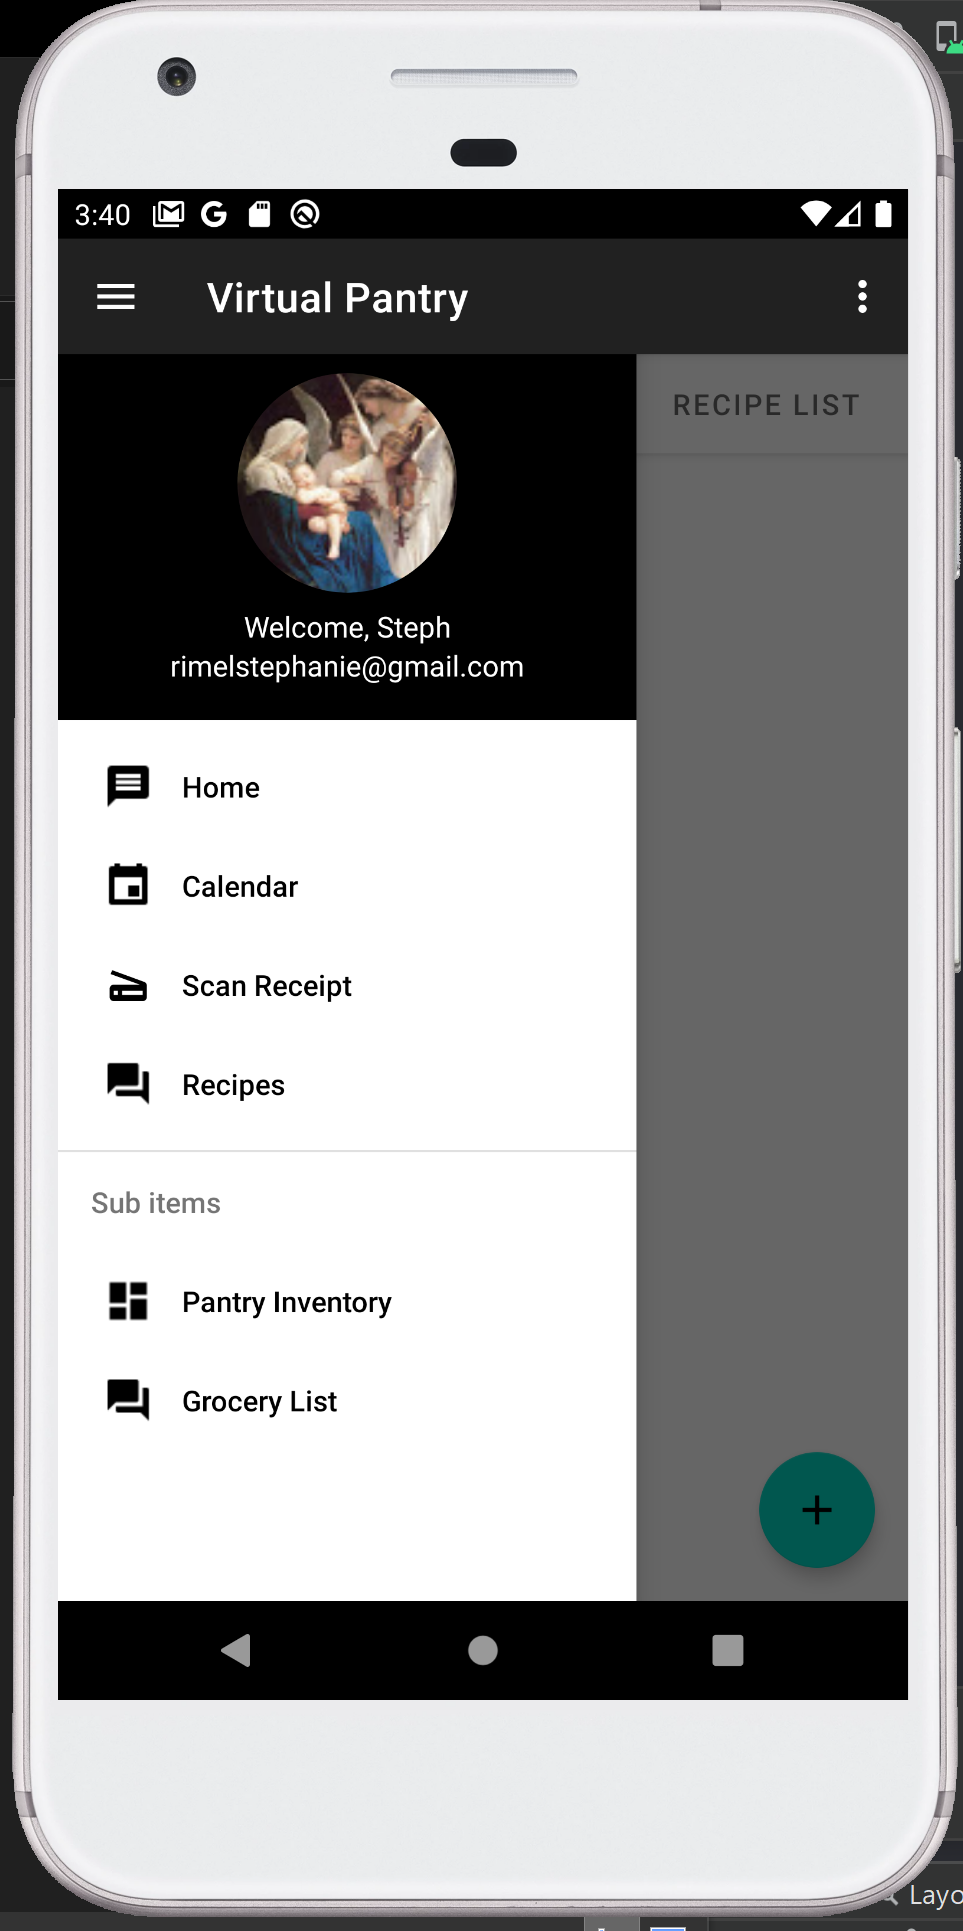 3:40
Virtual Pantry
RECIPE LIST
Welcome, Steph
rimelstephanie@gmail.com
Home
Calendar
Scan Receipt
Recipes
Sub items
Pantry Inventory
Grocery List
Layo